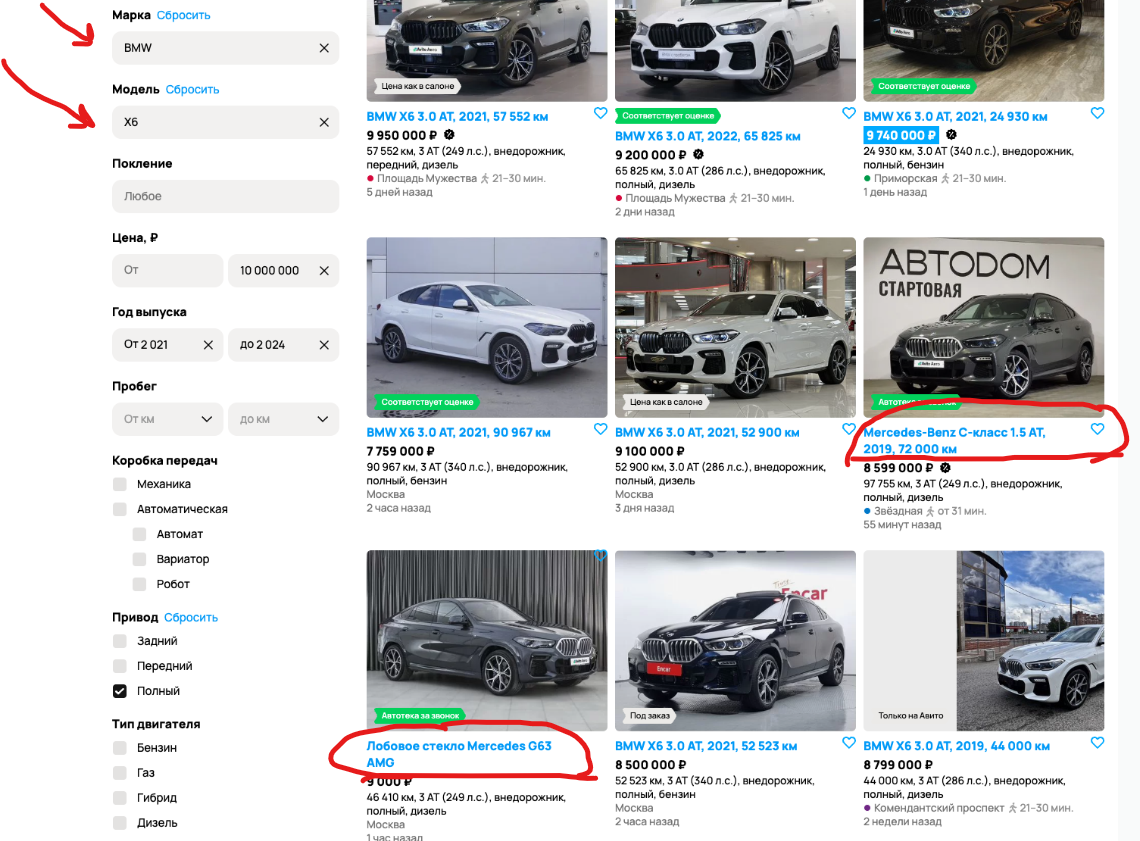 Марка Сбросить
BMW
Модель Сбросить
X6
Покление
Любое
Цена, ₽
От
10 000 000
Год выпуска
От 2 021
до 2 024
Пробег
От км
до км
Коробка передач
Механика
Автоматическая
Автомат
Вариатор
Робот
Привод Сбросить
Задний
Передний
Полный
Тип двигателя
Бензин
Газ
Гибрид
Дизель
Цена как в салоне
BMW X6 3.0 AT, 2021, 57 552 км
9 950 000 ₽
57 552 км, 3 AT (249 л.с.), внедорожник,
передний, дизель
Площадь Мужества 21–30 мин.
5 дней назад
Соответствует оценке
BMW X6 3.0 AT, 2022, 65 825 км
9 200 000 ₽
65 825 км, 3.0 AT (286 л.с.), внедорожник,
полный, дизель
Площадь Мужества 21–30 мин.
2 дни назад
Соответствует оценке
BMW X6 3.0 AT, 2021, 24 930 км
9 740 000 ₽
24 930 км, 3.0 AT (340 л.с.), внедорожник,
полный, бензин
Приморская 21–30 мин.
1 день назад
Соответствует оценке
BMW X6 3.0 AT, 2021, 90 967 км
7 759 000 ₽
90 967 км, 3 AT (340 л.с.), внедорожник,
полный, бензин
Москва
2 часа назад
Цена как в салоне
BMW X6 3.0 AT, 2021, 52 900 км
9 100 000 ₽
52 900 км, 3.0 AT (286 л.с.), внедорожник,
полный, дизель
Москва
3 дня назад
АВТОDОМ
СТАРТОВАЯ
Mercedes-Benz C-класс 1.5 AT,
2019, 72 000 км
8 599 000 ₽
97 755 км, 3 AT (249 л.с.), внедорожник,
полный, дизель
Звёздная от 31 мин.
55 минут назад
Автотека за звонок
Лобовое стекло Mercedes G63
AMG
9 000 ₽
46 410 км, 3 AT (249 л.с.), внедорожник,
полный, дизель
Москва
1 час назад
Encar
Encar
Под заказ
BMW X6 3.0 AT, 2021, 52 523 км
8 500 000 ₽
52 523 км, 3 AT (340 л.с.), внедорожник,
полный, бензин
Москва
2 часа назад
Только на Авито
BMW X6 3.0 AT, 2019, 44 000 км
8 799 000 ₽
44 000 км, 3 AT (286 л.с.), внедорожник,
полный, дизель
Комендантский проспект 21–30 мин.
2 недели назад